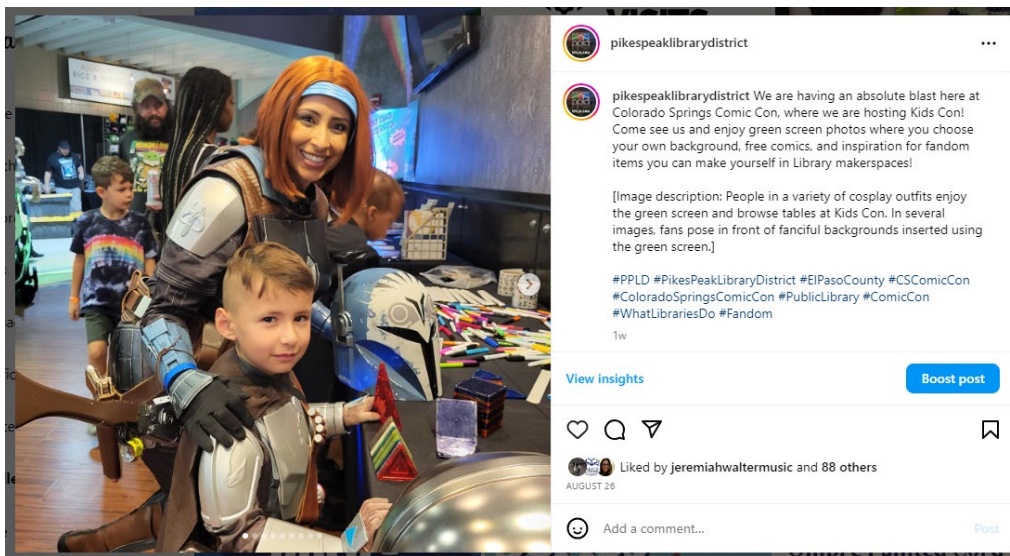 VISITS
RICE &
pikespeaklibrarydistrict
pikespeaklibrarydistrict We are having an absolute blast here at
Colorado Springs Comic Con, where we are hosting Kids Con!
Come see us and enjoy green screen photos where you choose
your own background, free comics, and inspiration for fandom
items you can make yourself in Library makerspaces!
[Image description: People in a variety of cosplay outfits enjoy
the green screen and browse tables at Kids Con. In several
images, fans pose in front of fanciful backgrounds inserted using
the green screen.]
#PPLD #PikesPeakLibraryDistrict #ElPasoCounty #CSComicCon
#ColoradoSpringsComicCon #PublicLibrary #ComicCon
#WhatLibrariesDo #Fandom
1w
View insights
Boost post
Liked by jeremiahwaltermusic and 88 others
AUGUST 26
Add a comment...
Post